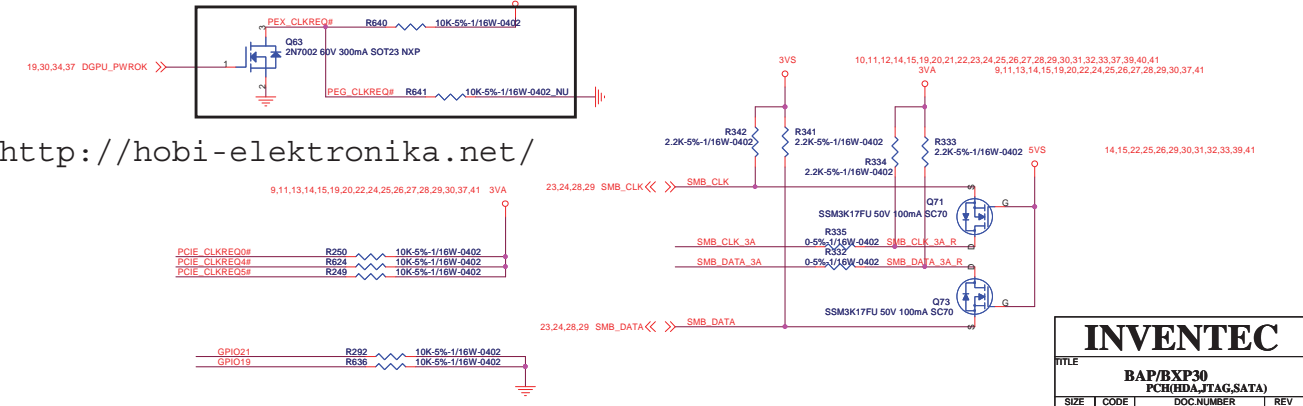 PEX_CLKREQ# R640 10K-5%-1/16W-0402
3
Q63
2N7002 60V 300mA SOT23 NXP
19,30,34,37 DGPU_PWROK 1
2
PEG_CLKREQ# R641 10K-5%-1/16W-0402_NU
http://hobi-elektronika.net/
9,11,13,14,15,19,20,22,24,25,26,27,28,29,30,37,41 3VA
PCIE_CLKREQ0# R250 10K-5%-1/16W-0402
PCIE_CLKREQ4# R624 10K-5%-1/16W-0402
PCIE_CLKREQ5# R249 10K-5%-1/16W-0402
GPIO21 R292 10K-5%-1/16W-0402
GPIO19 R636 10K-5%-1/16W-0402
3VS
10,11,12,14,15,19,20,21,22,23,24,25,26,27,28,29,30,31,32,33,37,39,40,41
3VA 9,11,13,14,15,19,20,22,24,25,26,27,28,29,30,37,41
R342
2.2K-5%-1/16W-0402
R341
2.2K-5%-1/16W-0402
R334
2.2K-5%-1/16W-0402
R333
2.2K-5%-1/16W-0402
5VS
14,15,22,25,26,29,30,31,32,33,39,41
23,24,28,29 SMB_CLK SMB_CLK
S
G
D
Q71
SSM3K17FU 50V 100mA SC70
R335
SMB_CLK_3A 0-5%-1/16W-0402 SMB_CLK_3A_R
R332
SMB_DATA_3A 0-5%-1/16W-0402 SMB_DATA_3A_R
D
G
S
Q73
SSM3K17FU 50V 100mA SC70
23,24,28,29 SMB_DATA SMB_DATA
INVENTEC
TITLE
BAP/BXP30
PCH(HDA,JTAG,SATA)
SIZE CODE DOC.NUMBER REV